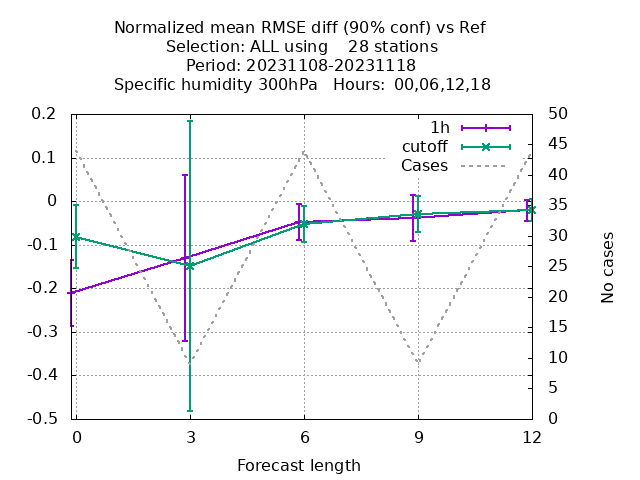 Normalized mean RMSE diff (90% conf) vs Ref
Selection: ALL using    28 stations
Period: 20231108-20231118
Specific humidity 300hPa   Hours: 00,06,12,18
1h
cutoff
Cases
0.2
0.1
0
-0.1
-0.2
-0.3
-0.4
-0.5
50
45
40
35
30
25
20
15
10
5
0
No cases
0
3
6
9
12
Forecast length